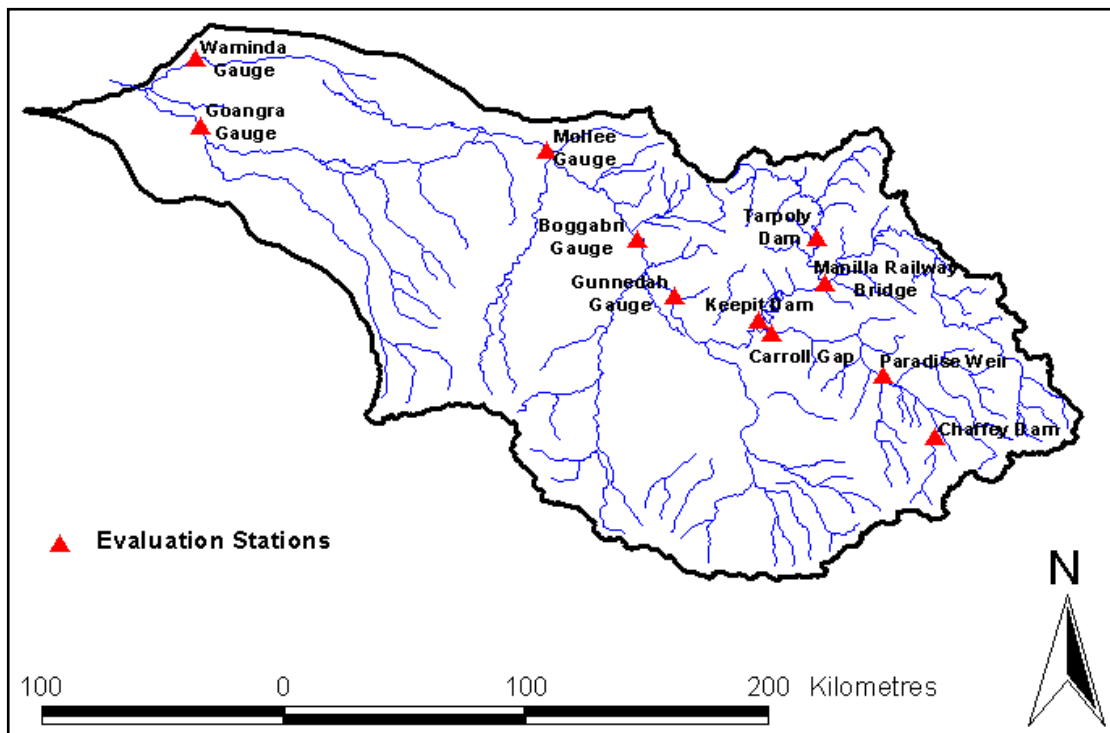 Waminda
Gauge
Goangra
Gauge
Mollee
Gauge
Tarpoly
Dam
Boggabri
Gauge
Manilla Railway
Bridge
Gunnedah
Gauge
Keepit Dam
Carroll Gap
Paradise Weir
Chaffey Dam
Evaluation Stations
N
100 0 100 200 Kilometres